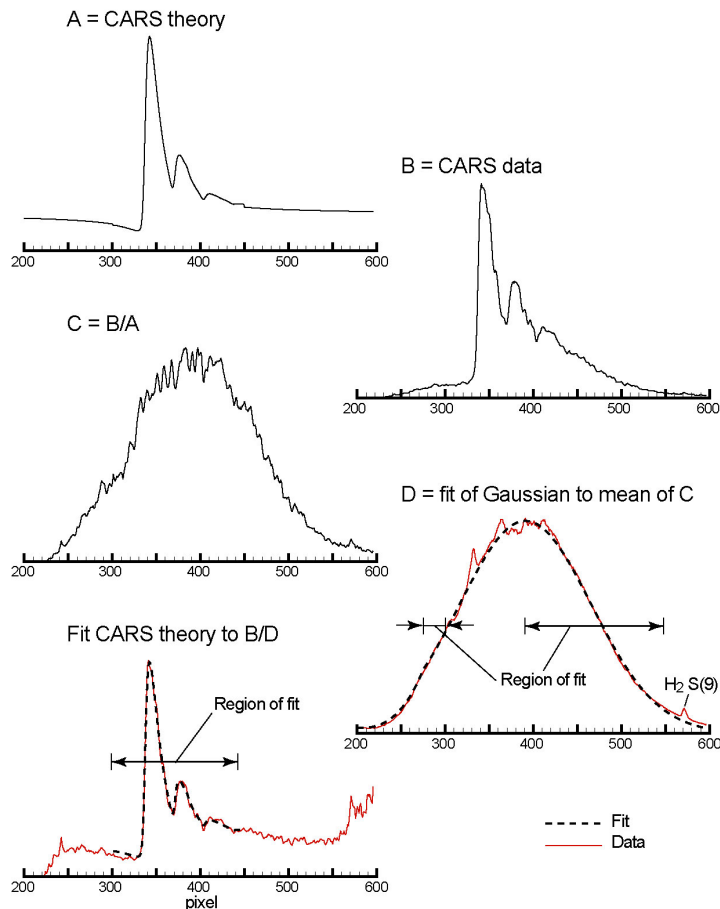 A = CARS theory
200 300 400 500 600
B = CARS data
200 300 400 500 600
C = B/A
200 300 400 500 600
D = fit of Gaussian to mean of C
Region of fit
H₂ S(9)
200 300 400 500 600
Fit CARS theory to B/D
Region of fit
200 300 400 500 600
pixel
Fit
Data